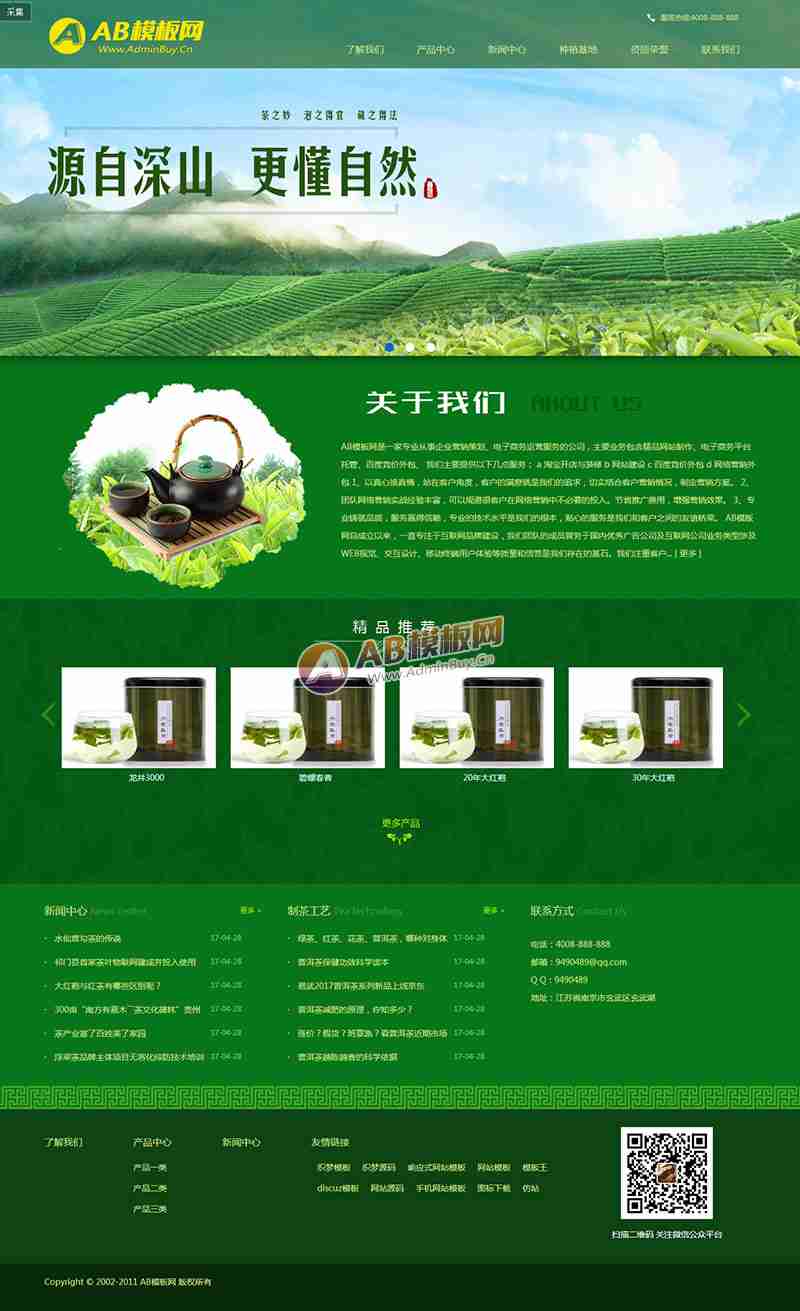 采集
AB模板网
Www.AdminBuy.Cn
服务热线:4008-888-888
了解我们 产品中心 新闻中心 种植基地 资质荣誉 联系我们
茶之妙 泡之得宜 藏之得法
源自深山 更懂自然
关于我们 ABOUT US
AB模板网是一家专业从事企业营销策划、电子商务运营服务的公司，主要业务包含精品网站制作、电子商务平台
托管、百度竞价外包。 我们主要提供以下几点服务： a 淘宝开店与装修 b 网站建设 c 百度竞价外包 d 网络营销外
包 1、以真心换真情，站在客户角度，客户的满意就是我们的追求，切实结合客户营销情况，制定营销方案。 2、
团队网络营销实战经验丰富，可以规避很客户在网络营销中不必要的投入。节省推广费用，增强营销效果。 3、专
业铸就品质，服务赢得信赖，专业的技术水平是我们的根本，贴心的服务是我们和客户之间的友谊桥梁。 AB模板
网自成立以来，一直专注于互联网品牌建设，我们团队的成员曾务于国内优秀广告公司及互联网公司业务类型涉及
WEB视觉、交互设计、移动终端用户体验等质量和信誉是我们存在的基石。我们注重客户... [ 更多 ]
精品推荐
AB模板网
Www.AdminBuy.Cn
龙井3000 碧螺春青 20年大红袍 30年大红袍
更多产品
新闻中心 News center 更多 +
水仙茶勾茶的传说 17-04-28
祁门县首家茶叶物联网建成并投入使用 17-04-28
大红袍与红茶有哪些区别呢？ 17-04-28
300亩“南方有嘉木”茶文化建林”贵州 17-04-28
茶产业富了百姓美了家园 17-04-28
浮梁茶品牌主体项目无害化绿防技术培训 17-04-28
制茶工艺 Tea technology 更多 +
绿茶、红茶、花茶、普洱茶，哪种对身体 17-04-28
普洱茶保健功效科学读本 17-04-28
易武2017普洱茶系列新品上线京东 17-04-28
普洱茶减肥的原理，你知多少？ 17-04-28
涨价？假货？班章熟？看普洱茶近期市场 17-04-28
普洱茶越陈越香的科学依据 17-04-28
联系方式 Contact Us
电话：4008-888-888
邮箱：9490489@qq.com
Q Q：9490489
地址：江苏省南京市玄武区玄武湖
了解我们 产品中心 新闻中心 友情链接
产品一类
产品二类
产品三类
织梦模板 织梦源码 响应式网站模板 网站模板 模板王
discuz模板 网站源码 手机网站模板 图标下载 仿站
扫描二维码 关注微信公众平台
Copyright © 2002-2011 AB模板网 版权所有